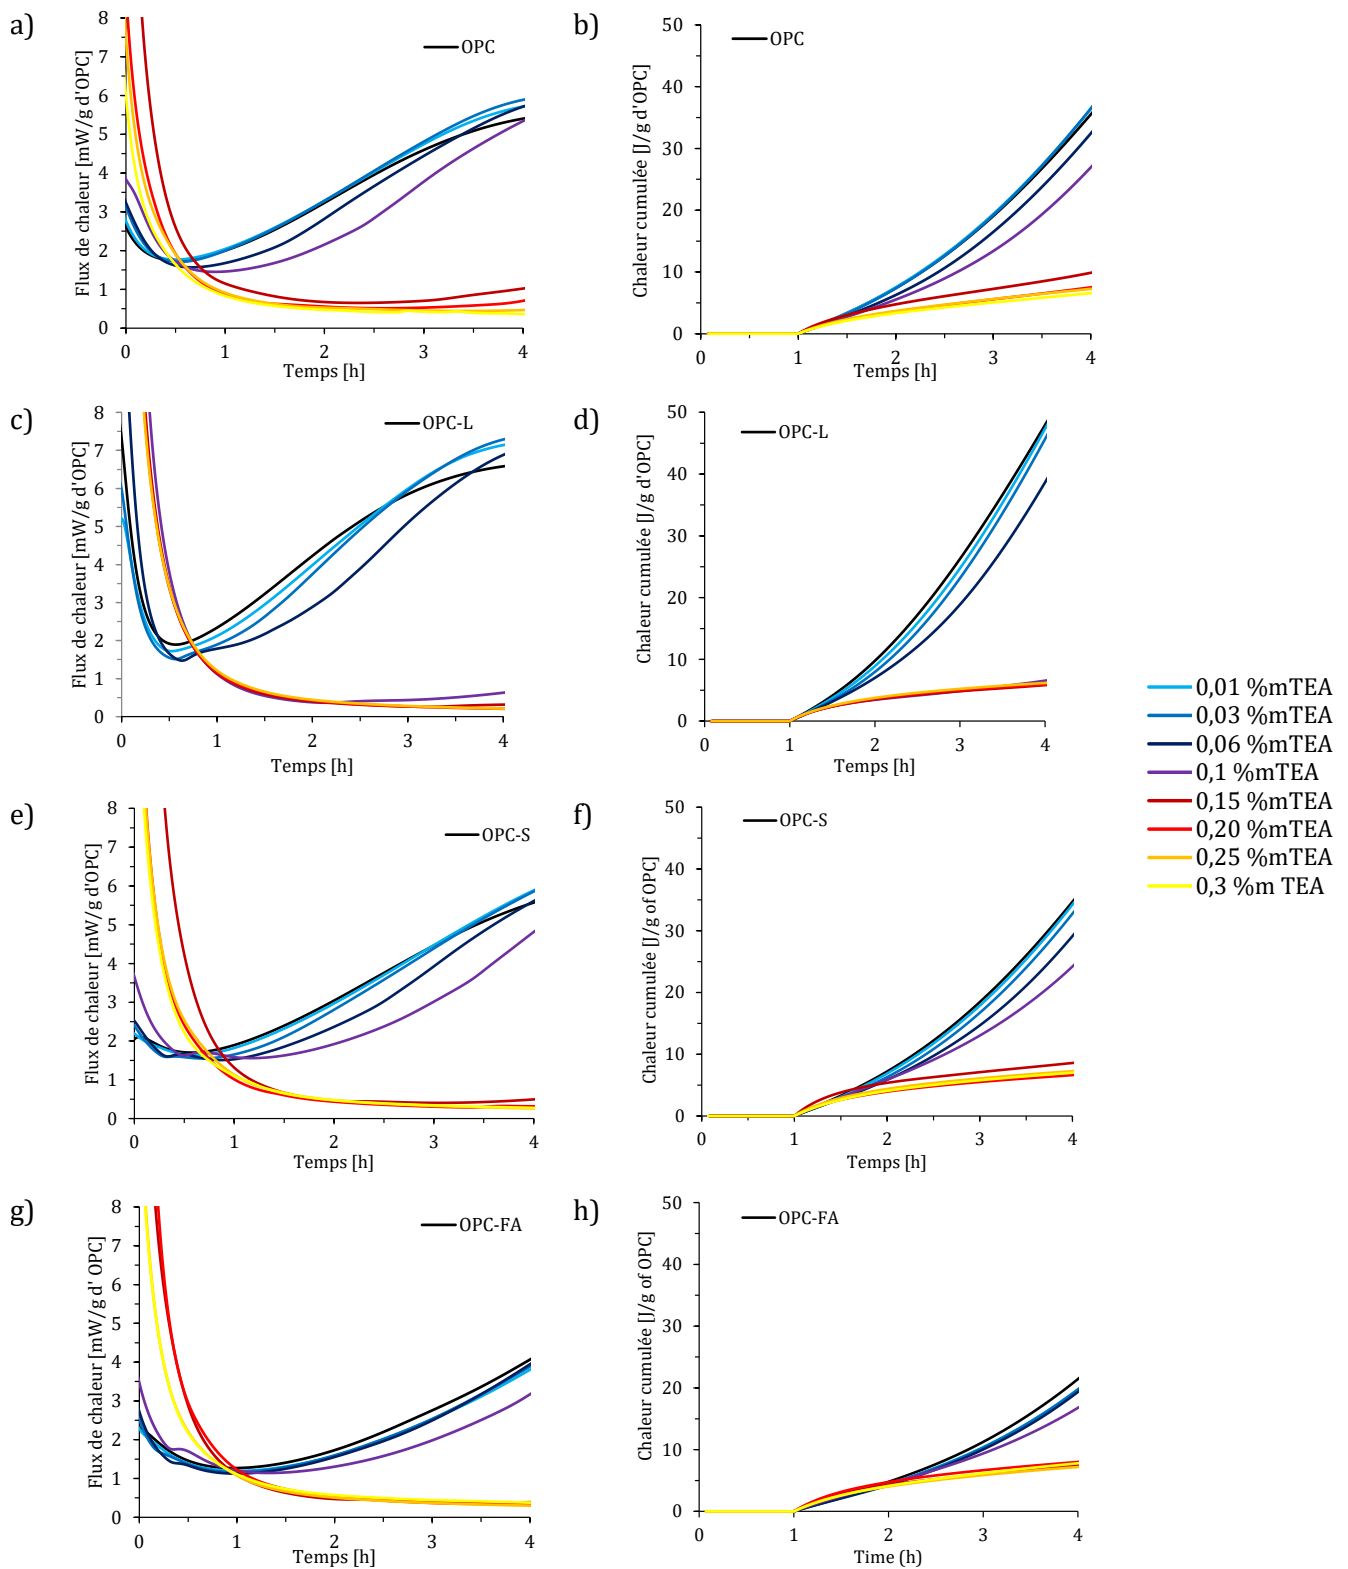 a)
OPC
Flux de chaleur [mW/g d'OPC]
8
7
6
5
4
3
2
1
0
0 1 2 3 4
Temps [h]
b)
OPC
Chaleur cumulée [J/g d'OPC]
50
40
30
20
10
0
0 1 2 3 4
Temps [h]
c)
OPC-L
Flux de chaleur [mW/g d'OPC]
8
7
6
5
4
3
2
1
0
0 1 2 3 4
Temps [h]
d)
OPC-L
Chaleur cumulée [J/g d'OPC]
50
40
30
20
10
0
0 1 2 3 4
Temps [h]
0,01 %mTEA
0,03 %mTEA
0,06 %mTEA
0,1 %mTEA
0,15 %mTEA
0,20 %mTEA
0,25 %mTEA
0,3 %m TEA
e)
OPC-S
Flux de chaleur [mW/g d'OPC]
8
7
6
5
4
3
2
1
0
0 1 2 3 4
Temps [h]
f)
OPC-S
Chaleur cumulée [J/g of OPC]
50
40
30
20
10
0
0 1 2 3 4
Temps [h]
g)
OPC-FA
Flux de chaleur [mW/g d' OPC]
8
7
6
5
4
3
2
1
0
0 1 2 3 4
Temps [h]
h)
OPC-FA
Chaleur cumulée [J/g of OPC]
50
40
30
20
10
0
0 1 2 3 4
Time (h)